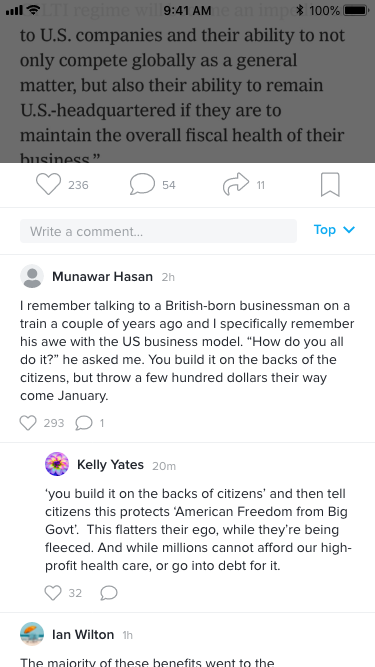 9:41 AM
100%
LTI regime will
to U.S. companies and their ability to not
only compete globally as a general
matter, but also their ability to remain
U.S.-headquartered if they are to
maintain the overall fiscal health of their
business.”
236
54
11
Write a comment...
Top
Munawar Hasan 2h
I remember talking to a British-born businessman on a
train a couple of years ago and I specifically remember
his awe with the US business model. “How do you all
do it?” he asked me. You build it on the backs of the
citizens, but throw a few hundred dollars their way
come January.
293 1
Kelly Yates 20m
‘you build it on the backs of citizens’ and then tell
citizens this protects ‘American Freedom from Big
Govt’.  This flatters their ego, while they’re being
fleeced. And while millions cannot afford our high-
profit health care, or go into debt for it.
32
Ian Wilton 1h
The majority of these benefits went to the